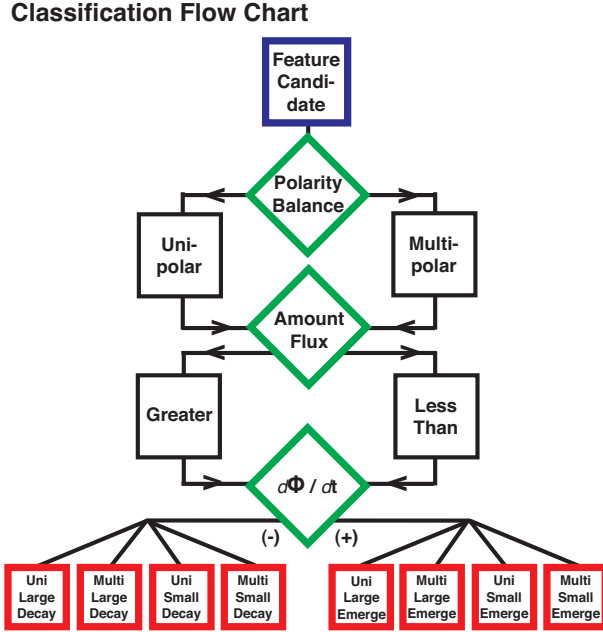 Classification Flow Chart
Feature
Candi-
date
Polarity
Balance
Uni-
polar
Multi-
polar
Amount
Flux
Greater
Less
Than
dΦ / dt
(-)
(+)
Uni
Large
Decay
Multi
Large
Decay
Uni
Small
Decay
Multi
Small
Decay
Uni
Large
Emerge
Multi
Large
Emerge
Uni
Small
Emerge
Multi
Small
Emerge